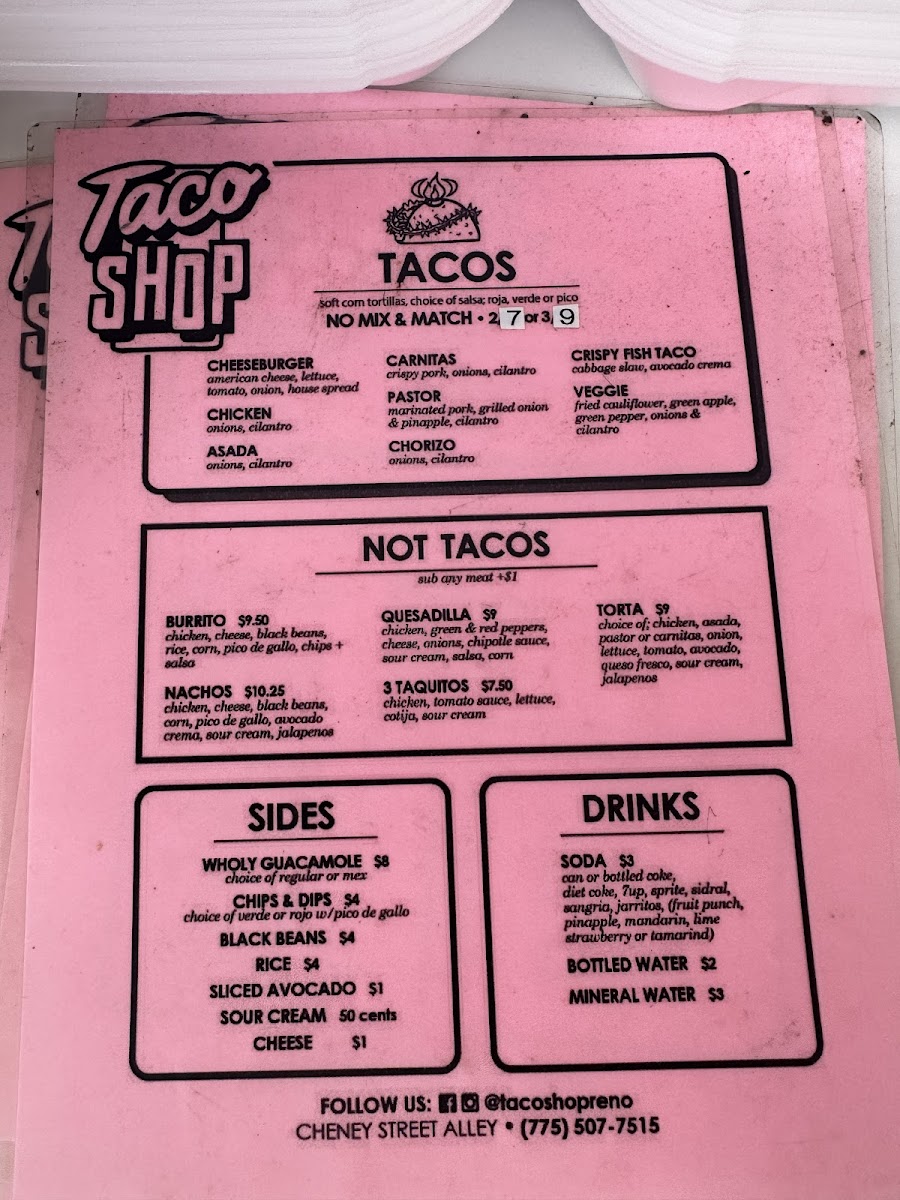 Taco
SHOP
TACOS
soft corn tortillas, choice of salsa; roja, verde or pico
NO MIX & MATCH • 2/7 or 3/9
CHEESEBURGER
american cheese, lettuce,
tomato, onion, house spread
CHICKEN
onions, cilantro
ASADA
onions, cilantro
CARNITAS
crispy pork, onions, cilantro
PASTOR
marinated pork, grilled onion
& pinapple, cilantro
CHORIZO
onions, cilantro
CRISPY FISH TACO
cabbage slaw, avocado crema
VEGGIE
fried cauliflower, green apple,
green pepper, onions &
cilantro
NOT TACOS
sub any meat +$1
BURRITO $9.50
chicken, cheese, black beans,
rice, corn, pico de gallo, chips +
salsa
NACHOS $10.25
chicken, cheese, black beans,
corn, pico de gallo, avocado
crema, sour cream, jalapenos
QUESADILLA $9
chicken, green & red peppers,
cheese, onions, chipotle sauce,
sour cream, salsa, corn
3 TAQUITOS $7.50
chicken, tomato sauce, lettuce,
cotija, sour cream
TORTA $9
choice of; chicken, asada,
pastor or carnitas, onion,
lettuce, tomato, avocado,
queso fresco, sour cream,
jalapenos
SIDES
WHOLY GUACAMOLE $8
choice of regular or mex
CHIPS & DIPS $4
choice of verde or rojo w/pico de gallo
BLACK BEANS $4
RICE $4
SLICED AVOCADO $1
SOUR CREAM 50 cents
CHEESE $1
DRINKS
SODA $3
can or bottled coke,
diet coke, 7up, sprite, sidral,
sangria, jarritos, (fruit punch,
pinapple, mandarin, lime
strawberry or tamarind)
BOTTLED WATER $2
MINERAL WATER $3
FOLLOW US: @tacoshopreno
CHENEY STREET ALLEY • (775) 507-7515